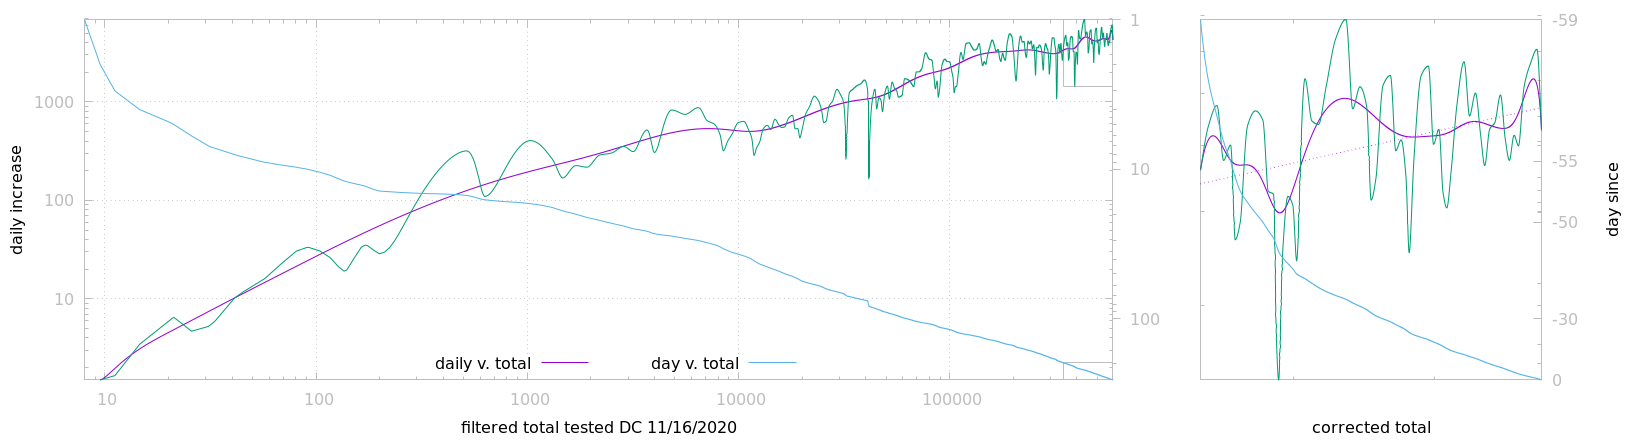 daily increase
1000
100
10
daily v. total
day v. total
10
100
1000
10000
100000
filtered total tested DC 11/16/2020
1
10
100
-59
-55
-50
-30
0
day since
corrected total